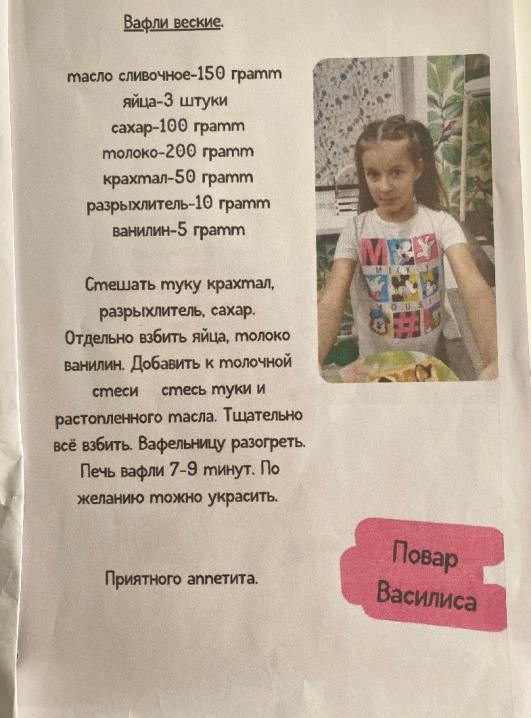 Вафли веские.
масло сливочное-150 грамм
яйца-3 штуки
сахар-100 грамм
молоко-200 грамм
крахмал-50 грамм
разрыхлитель-10 грамм
ванилин-5 грамм
Смешать муку крахмал,
разрыхлитель, сахар.
Отдельно взбить яйца, молоко
ванилин. Добавить к молочной
смеси смесь муки и
растопленного масла. Тщательно
всё взбить. Вафельницу разогреть.
Печь вафли 7-9 минут. По
желанию можно украсить.
Приятного аппетита.
MICKEY
MOUSE
Повар
Василиса